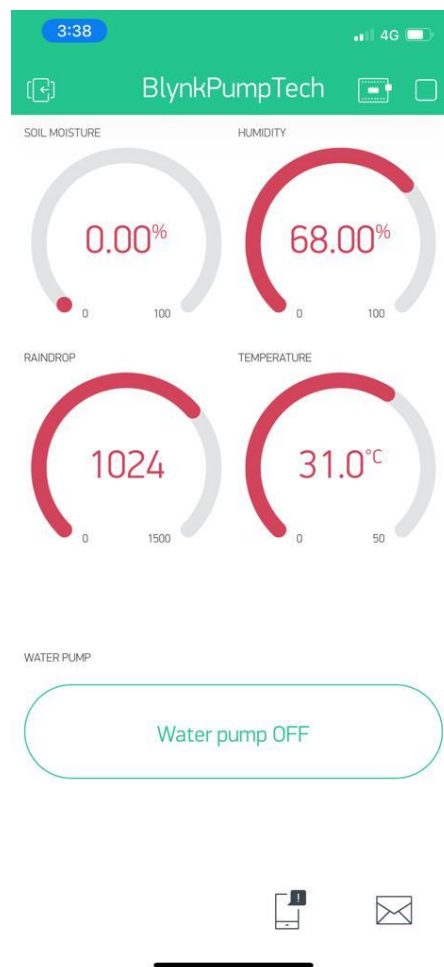 3:38 4G
BlynkPumpTech
SOIL MOISTURE HUMIDITY
0.00% 68.00%
0 100 0 100
RAINDROP TEMPERATURE
1024 31.0°C
0 1500 0 50
WATER PUMP
Water pump OFF